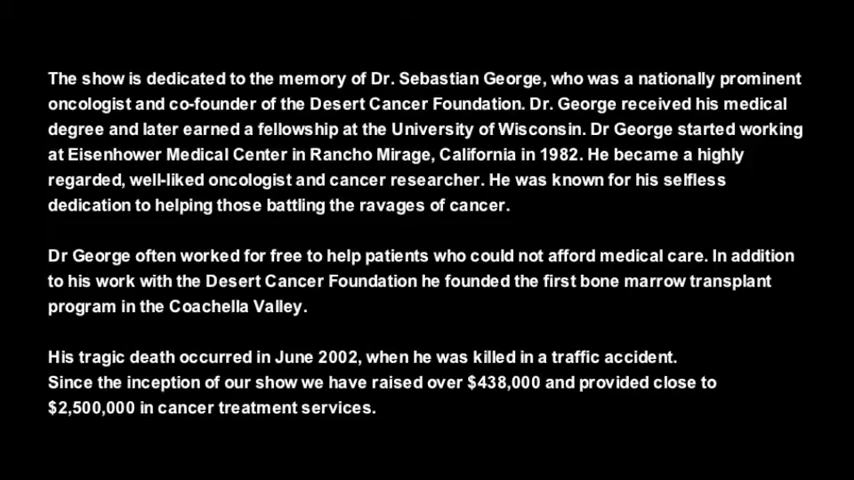 The show is dedicated to the memory of Dr. Sebastian George, who was a nationally prominent
oncologist and co-founder of the Desert Cancer Foundation. Dr. George received his medical
degree and later earned a fellowship at the University of Wisconsin. Dr George started working
at Eisenhower Medical Center in Rancho Mirage, California in 1982. He became a highly
regarded, well-liked oncologist and cancer researcher. He was known for his selfless
dedication to helping those battling the ravages of cancer.
Dr George often worked for free to help patients who could not afford medical care. In addition
to his work with the Desert Cancer Foundation he founded the first bone marrow transplant
program in the Coachella Valley.
His tragic death occurred in June 2002, when he was killed in a traffic accident.
Since the inception of our show we have raised over $438,000 and provided close to
$2,500,000 in cancer treatment services.